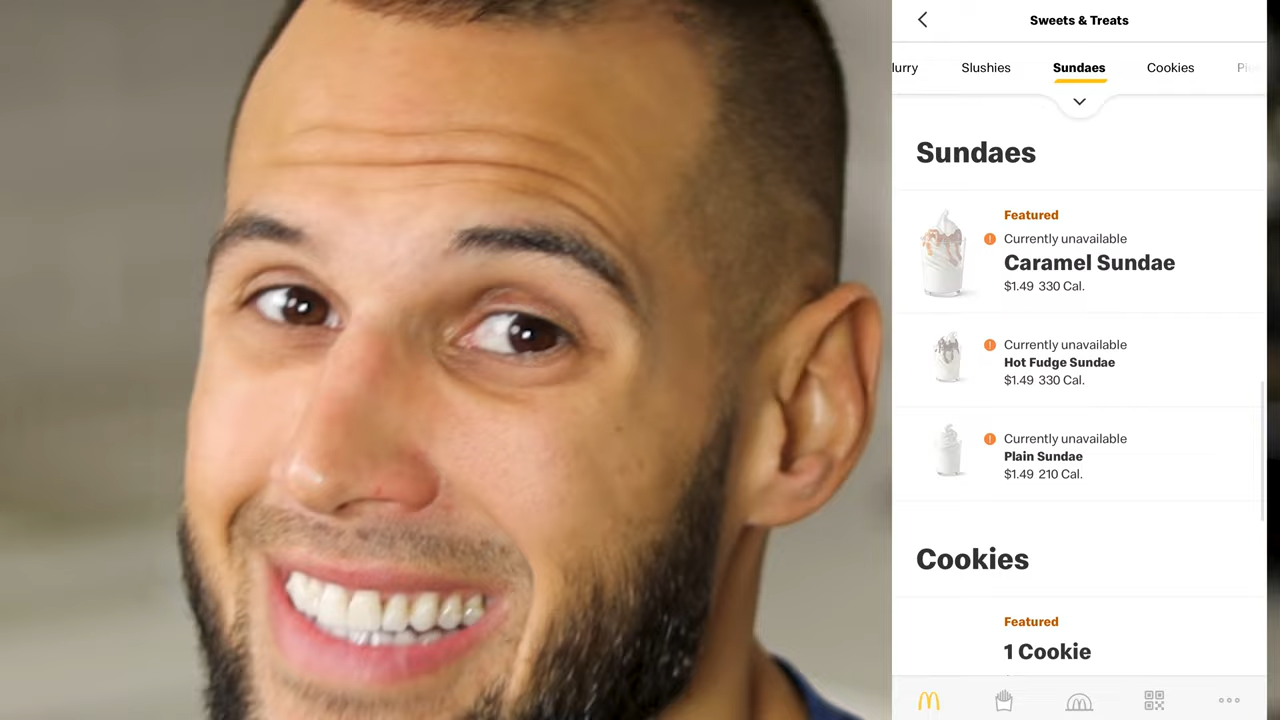 Sweets & Treats
lurry Slushies Sundaes Cookies
Sundaes
Featured
Currently unavailable
Caramel Sundae
$1.49 330 Cal.
Currently unavailable
Hot Fudge Sundae
$1.49 330 Cal.
Currently unavailable
Plain Sundae
$1.49 210 Cal.
Cookies
Featured
1 Cookie